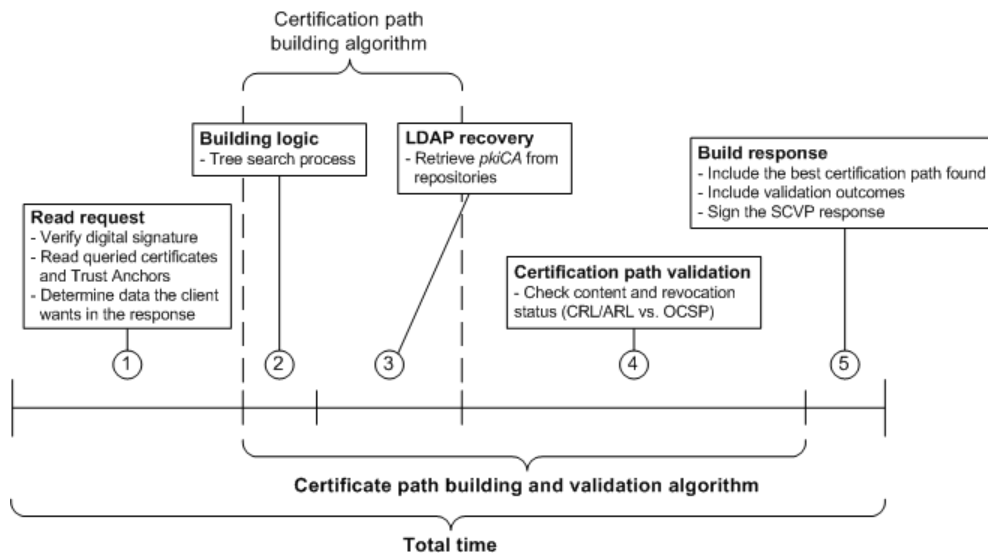 Certification path
building algorithm
Building logic
- Tree search process
LDAP recovery
- Retrieve pkiCA from
repositories
Build response
- Include the best certification path found
- Include validation outcomes
- Sign the SCVP response
Read request
- Verify digital signature
- Read queried certificates
and Trust Anchors
- Determine data the client
wants in the response
Certification path validation
- Check content and revocation
status (CRL/ARL vs. OCSP)
1
2
3
4
5
Certificate path building and validation algorithm
Total time